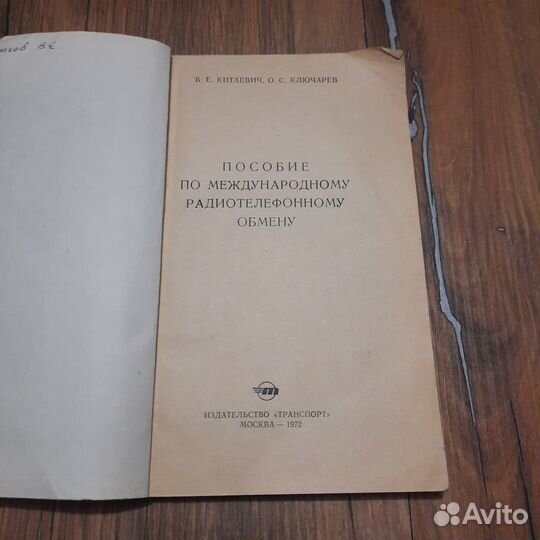 Б. Е. КИТАЕВИЧ, О. С. КЛЮЧАРЕВ
ПОСОБИЕ
ПО МЕЖДУНАРОДНОМУ
РАДИОТЕЛЕФОННОМУ
ОБМЕНУ
ИЗДАТЕЛЬСТВО «ТРАНСПОРТ»
МОСКВА — 1972
Avito